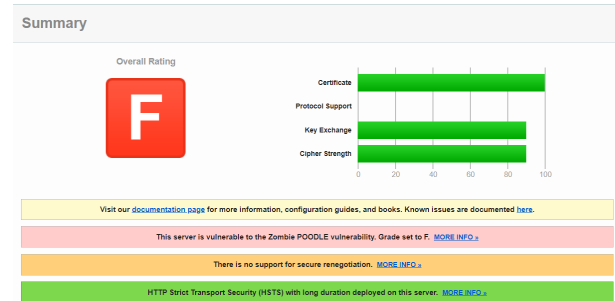 Summary
Overall Rating
F
Certificate
Protocol Support
Key Exchange
Cipher Strength
0 20 40 60 80 100
Visit our documentation page for more information, configuration guides, and books. Known issues are documented here.
This server is vulnerable to the Zombie POODLE vulnerability. Grade set to F. MORE INFO »
There is no support for secure renegotiation. MORE INFO »
HTTP Strict Transport Security (HSTS) with long duration deployed on this server. MORE INFO »